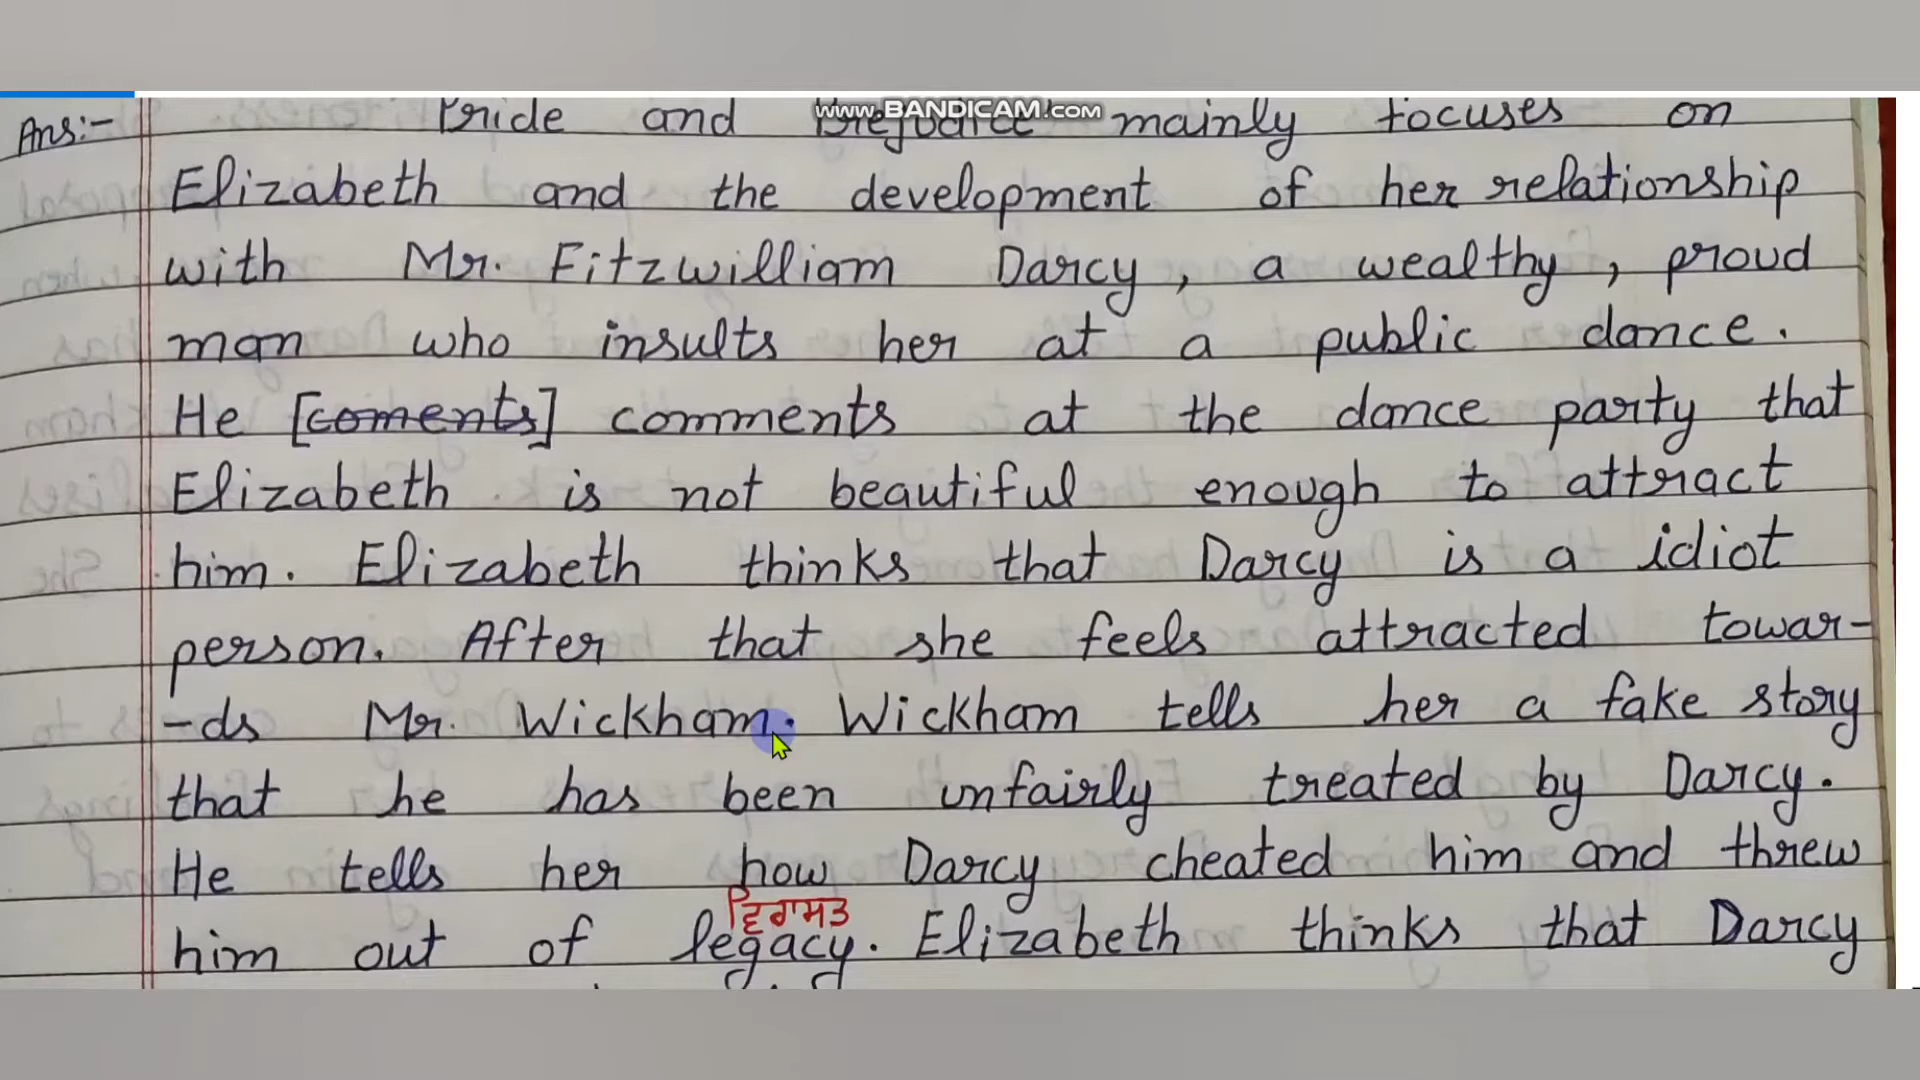 www.BANDICAM.com
Ans:- Pride and Prejudice mainly focuses on
Elizabeth and the development of her relationship
with Mr. Fitzwilliam Darcy, a wealthy, proud
man who insults her at a public dance.
He [coments] comments at the dance party that
Elizabeth is not beautiful enough to attract
him. Elizabeth thinks that Darcy is a idiot
person. After that she feels attracted towar-
-ds Mr. Wickham. Wickham tells her a fake story
that he has been unfairly treated by Darcy.
He tells her how Darcy cheated him and threw
ਵਿਰਾਸਤ
him out of legacy. Elizabeth thinks that Darcy